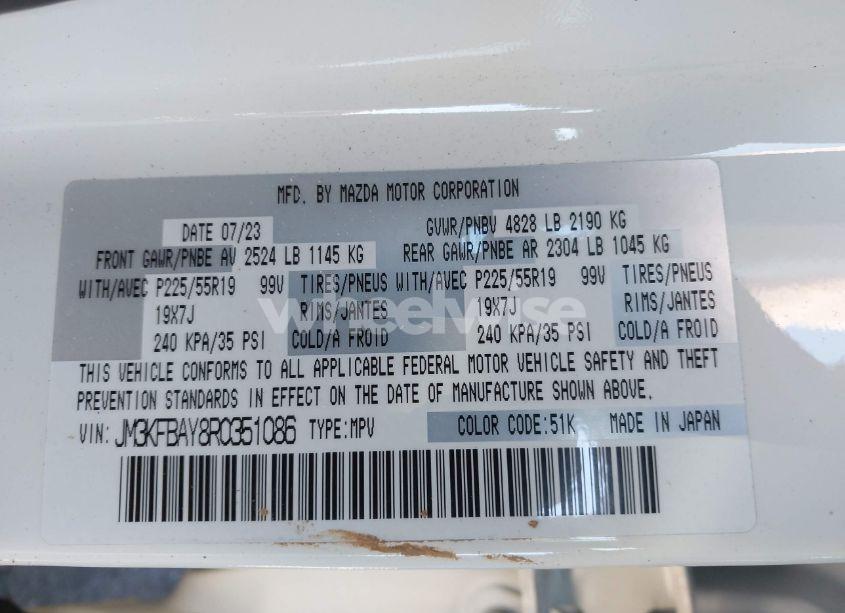 MFD. BY MAZDA MOTOR CORPORATION
DATE 07/23 GVWR/PNBV 4828 LB 2190 KG
FRONT GAWR/PNBE AV 2524 LB 1145 KG REAR GAWR/PNBE AR 2304 LB 1045 KG
WITH/AVEC P225/55R19 99V TIRES/PNEUS WITH/AVEC P225/55R19 99V TIRES/PNEUS
19X7J RIMS/JANTES 19X7J RIMS/JANTES
240 KPA/35 PSI COLD/A FROID 240 KPA/35 PSI COLD/A FROID
THIS VEHICLE CONFORMS TO ALL APPLICABLE FEDERAL MOTOR VEHICLE SAFETY AND THEFT
PREVENTION STANDARDS IN EFFECT ON THE DATE OF MANUFACTURE SHOWN ABOVE.
VIN: JM3KFBAY8R0351086 TYPE:MPV COLOR CODE:51K MADE IN JAPAN